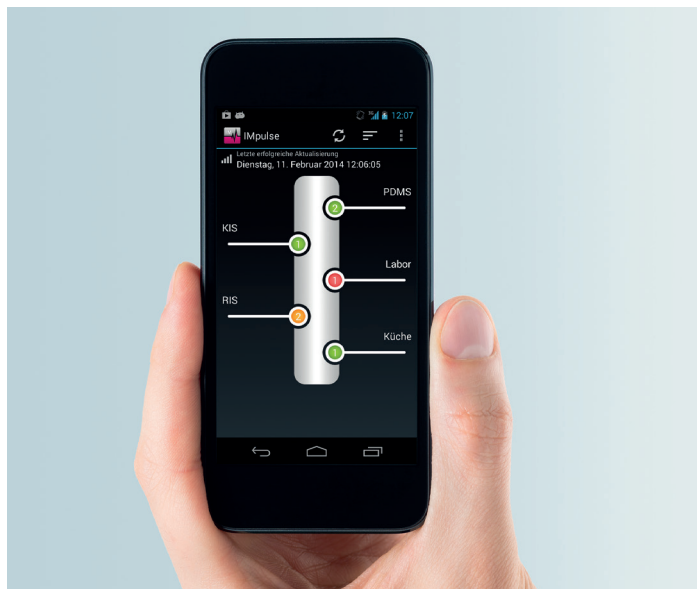 12:07
IMpulse
Letzte erfolgreiche Aktualisierung
Dienstag, 11. Februar 2014 12:06:05
PDMS
2
KIS
1
Labor
1
RIS
2
Küche
1